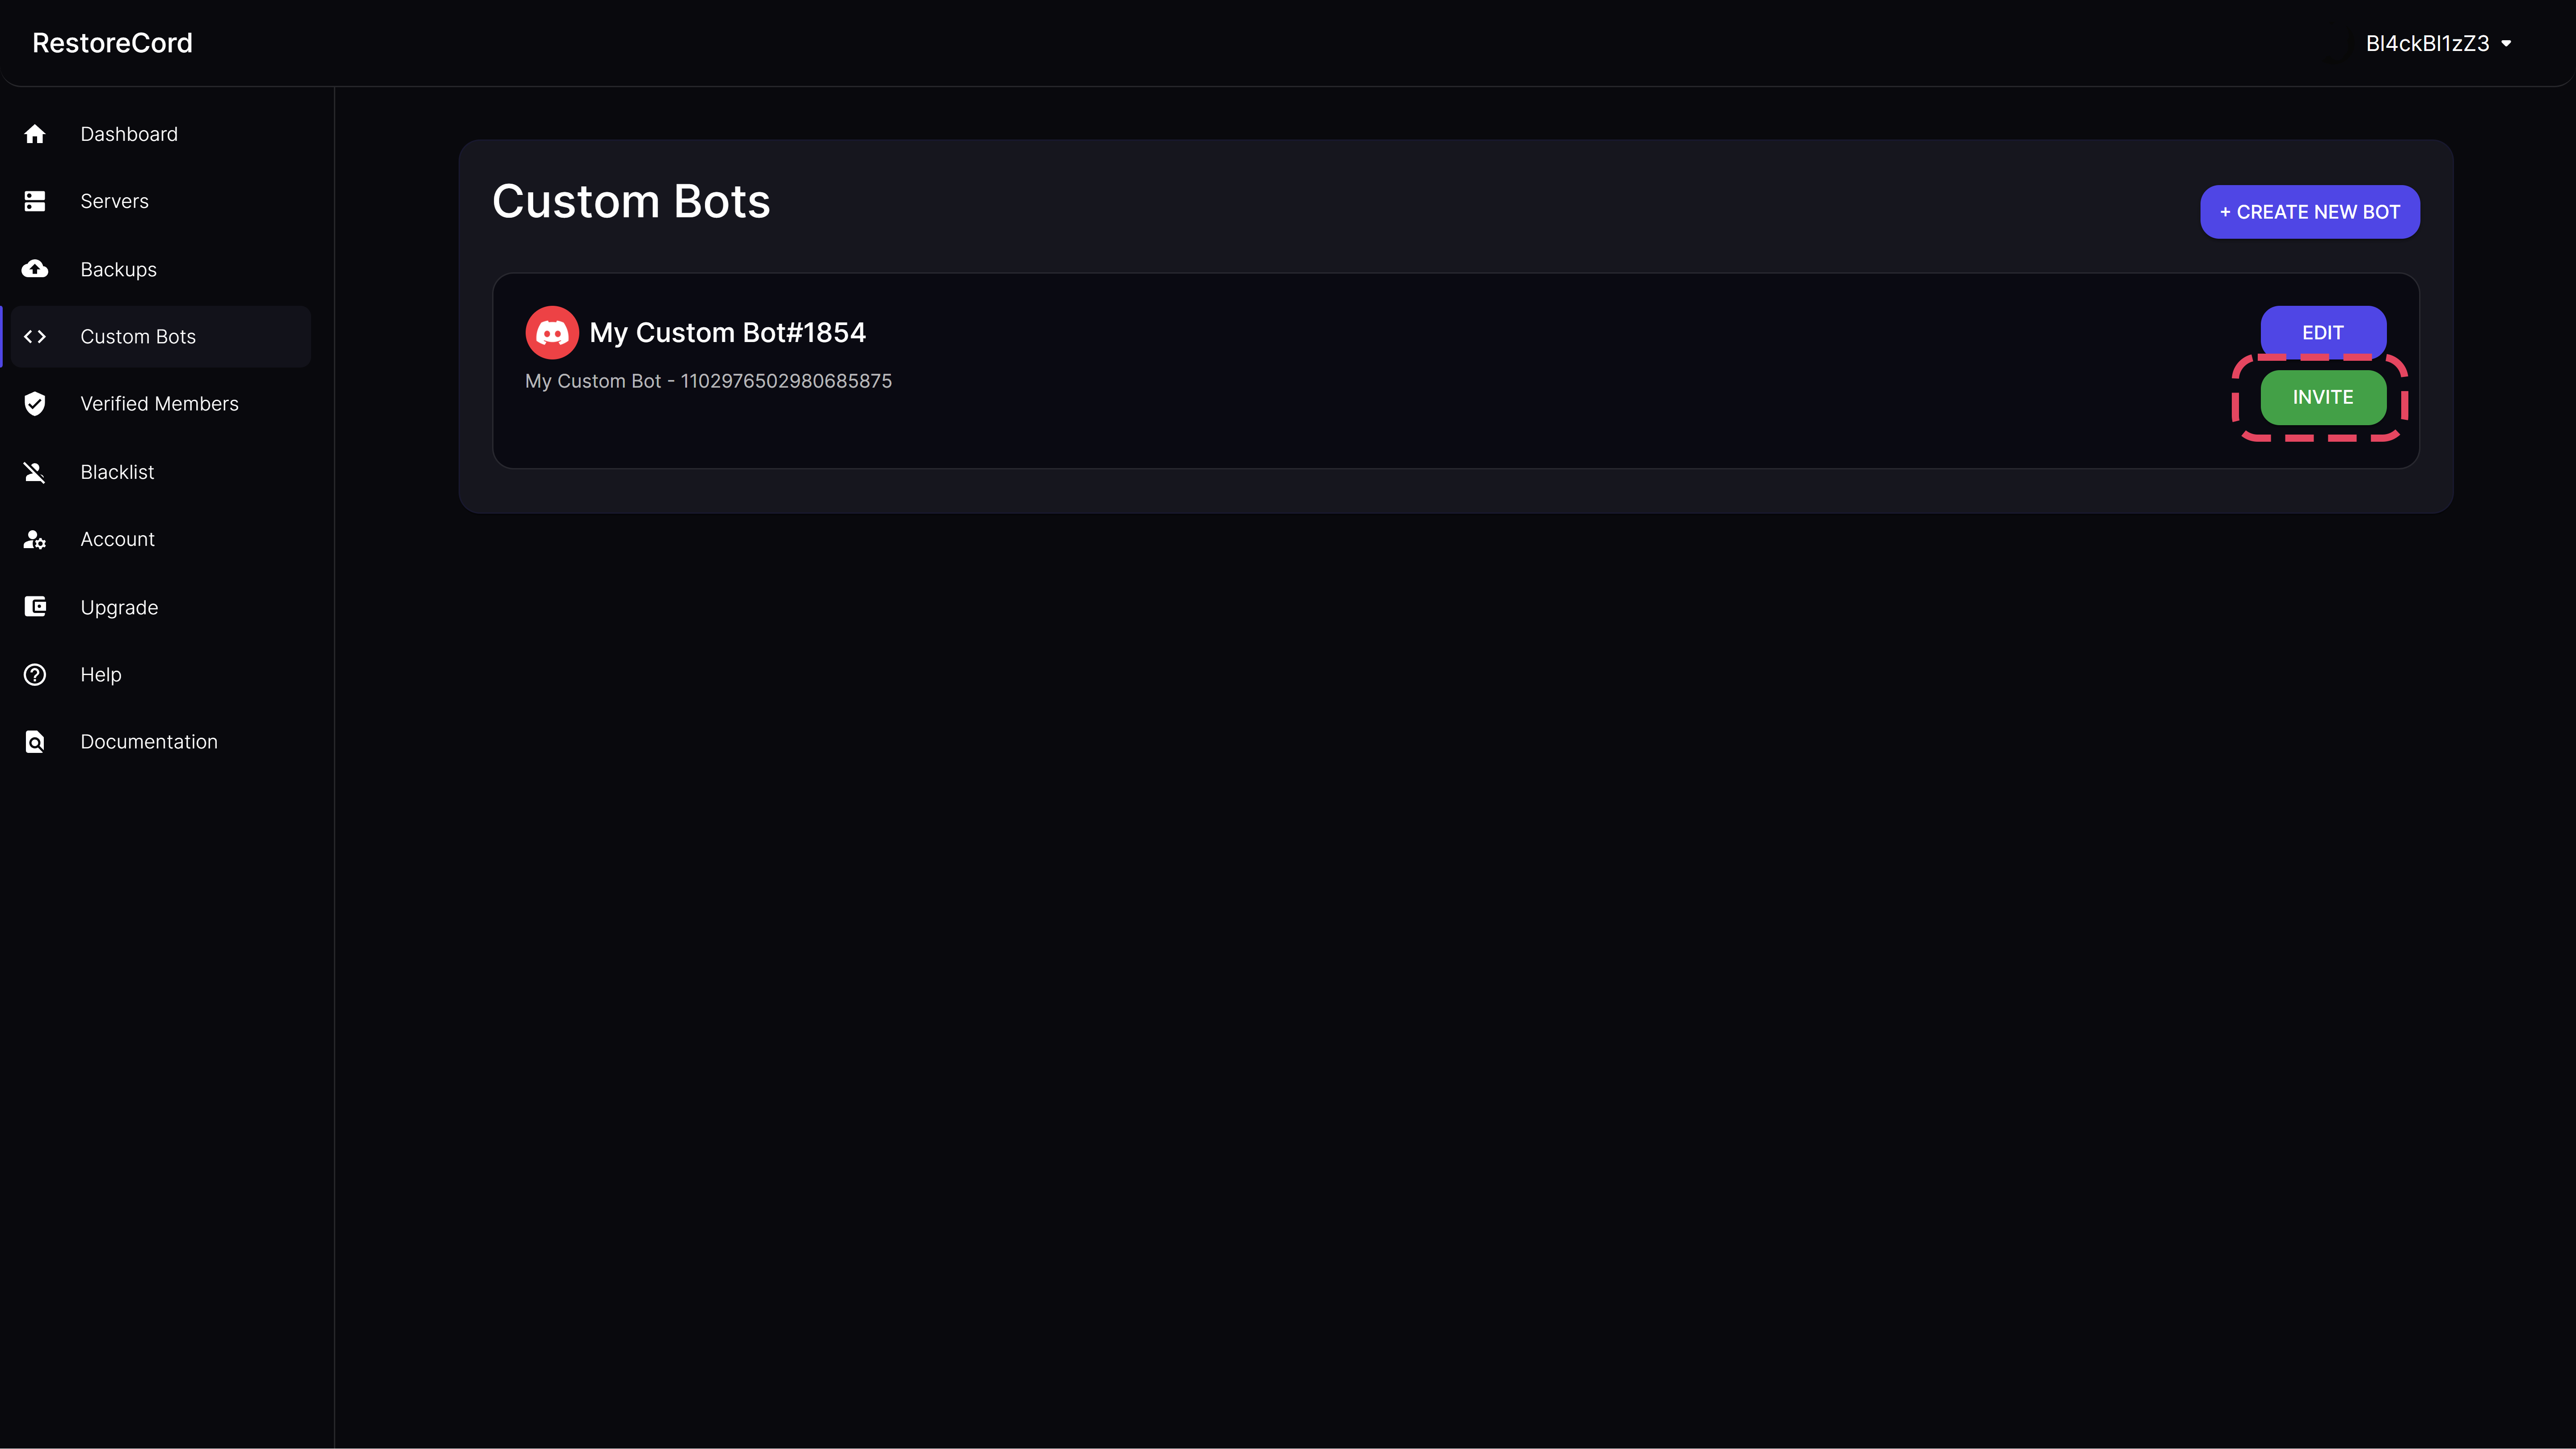 RestoreCord
Bl4ckBl1zZ3
Dashboard
Servers
Backups
Custom Bots
Verified Members
Blacklist
Account
Upgrade
Help
Documentation
Custom Bots
+ CREATE NEW BOT
My Custom Bot#1854
My Custom Bot - 1102976502980685875
EDIT
INVITE